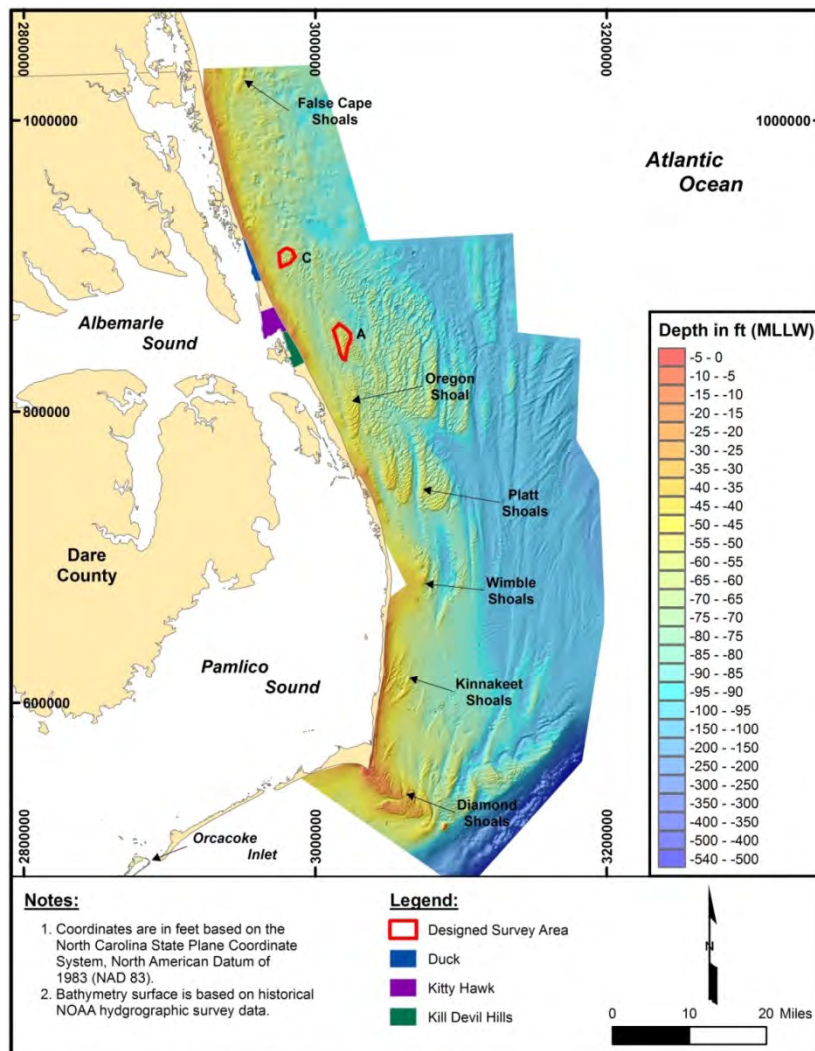 2800000
3000000
3200000
False Cape
Shoals
1000000
1000000
Atlantic
Ocean
C
Albemarle
Sound
A
Oregon
Shoal
800000
Platt
Shoals
Dare
County
Wimble
Shoals
Pamlico
Sound
Kinnakeet
Shoals
600000
Diamond
Shoals
Orcacoke
Inlet
2800000
3000000
3200000
Depth in ft (MLLW)
-5 - 0
-10 - -5
-15 - -10
-20 - -15
-25 - -20
-30 - -25
-35 - -30
-40 - -35
-50 - -45
-55 - -50
-60 - -55
-65 - -60
-70 - -65
-75 - -70
-80 - -75
-85 - -80
-90 - -85
-95 - -90
-100 - -95
-150 - -100
-200 - -150
-250 - -200
-300 - -250
-350 - -300
-400 - -350
-500 - -400
-540 - -500
Notes:
1. Coordinates are in feet based on the
North Carolina State Plane Coordinate
System, North American Datum of
1983 (NAD 83).
2. Bathymetry surface is based on historical
NOAA hydgrographic survey data.
Legend:
Designed Survey Area
Duck
Kitty Hawk
Kill Devil Hills
N
0 10 20 Miles